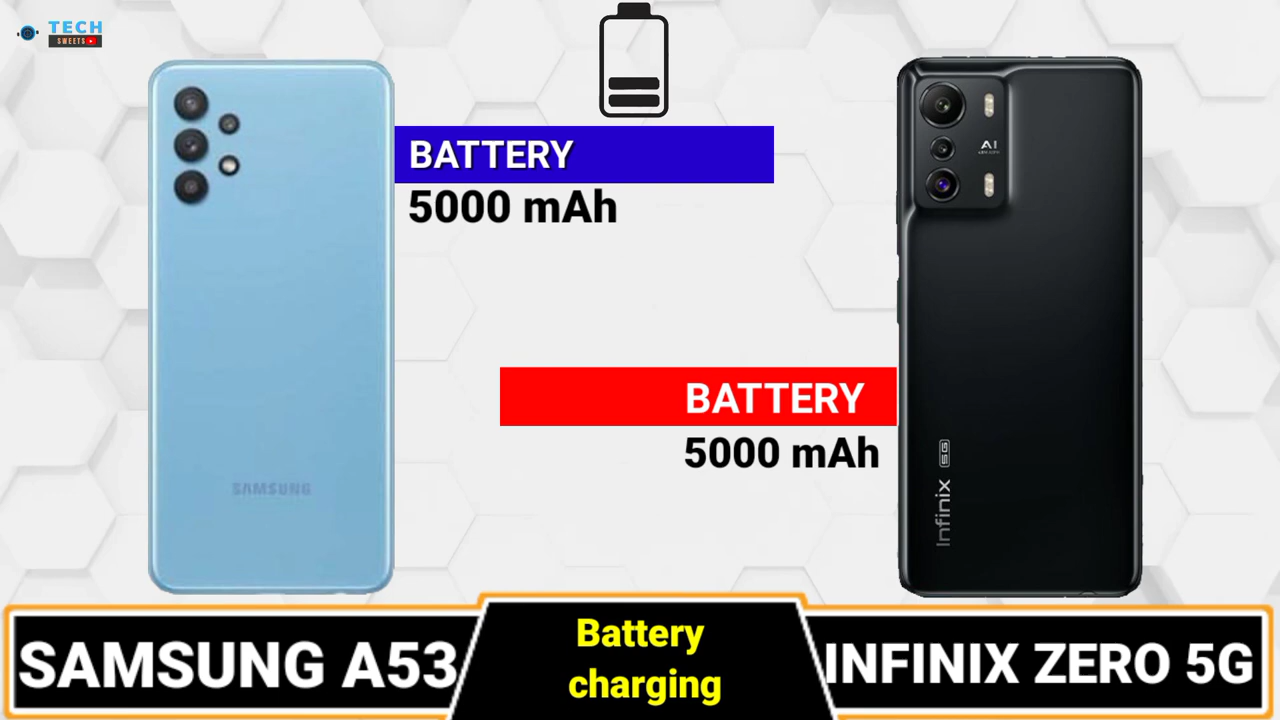 TECH
SWEETS
BATTERY
5000 mAh
AI
BATTERY
5000 mAh
SAMSUNG
Infinix 5G
SAMSUNG A53
Battery
charging
INFINIX ZERO 5G